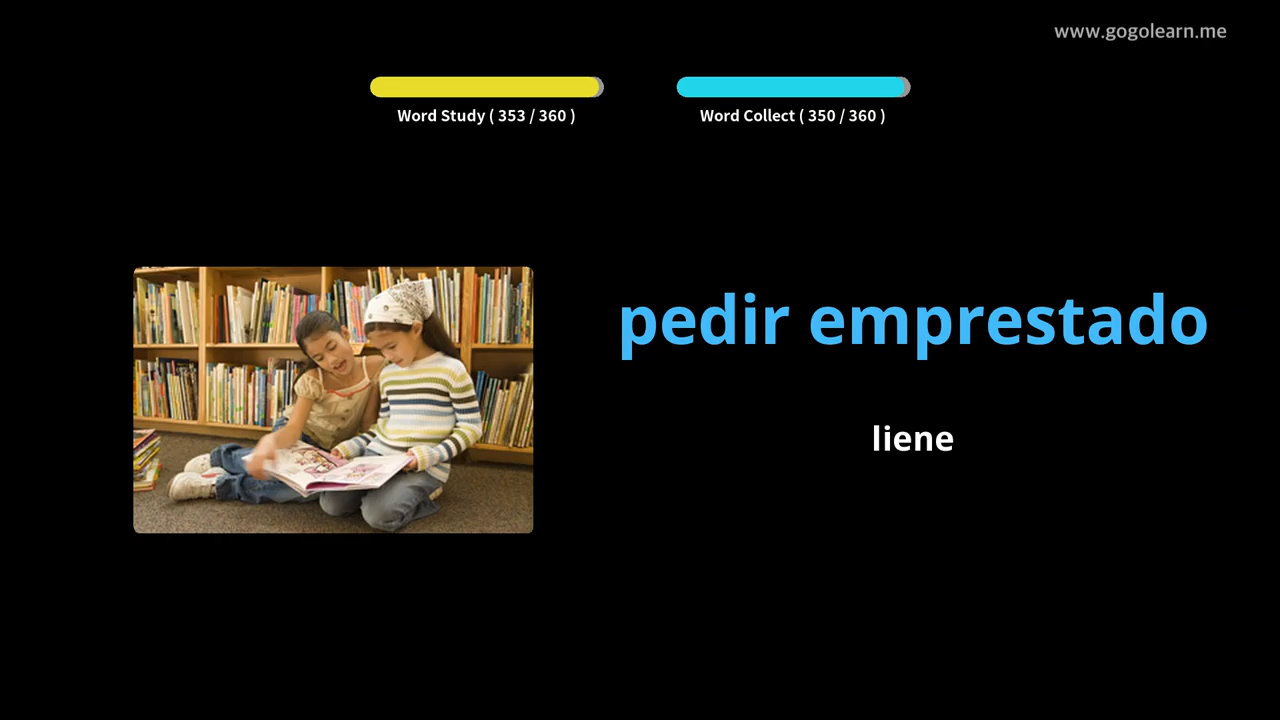 www.gogolearn.me
Word Study ( 353 / 360 )
Word Collect ( 350 / 360 )
pedir emprestado
liene